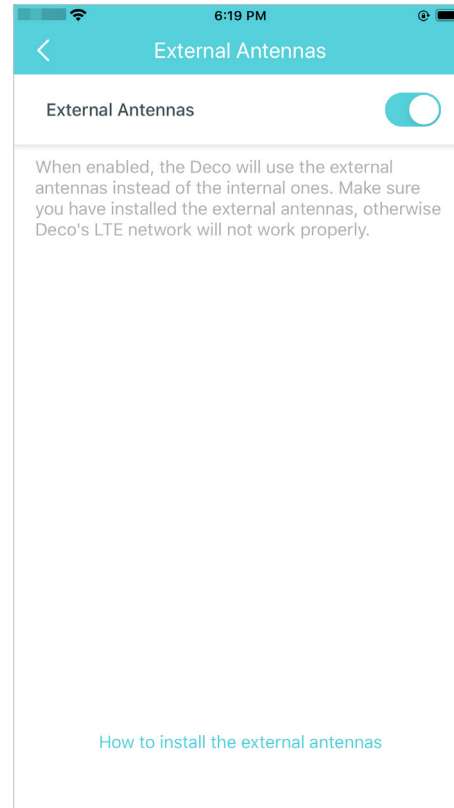 6:19 PM
External Antennas
External Antennas
When enabled, the Deco will use the external
antennas instead of the internal ones. Make sure
you have installed the external antennas, otherwise
Deco's LTE network will not work properly.
How to install the external antennas